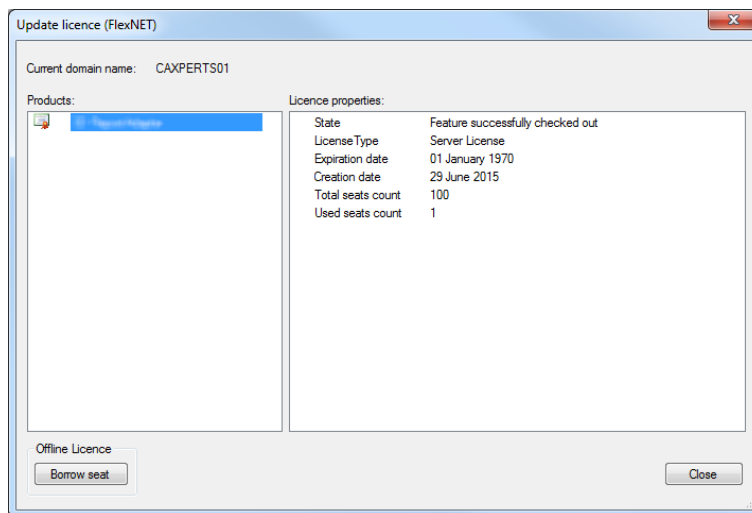 Update licence (FlexNET)
Current domain name: CAXPERTS01
Products:
Licence properties:
State Feature successfully checked out
LicenseType Server License
Expiration date 01 January 1970
Creation date 29 June 2015
Total seats count 100
Used seats count 1
Offline Licence
Borrow seat
Close